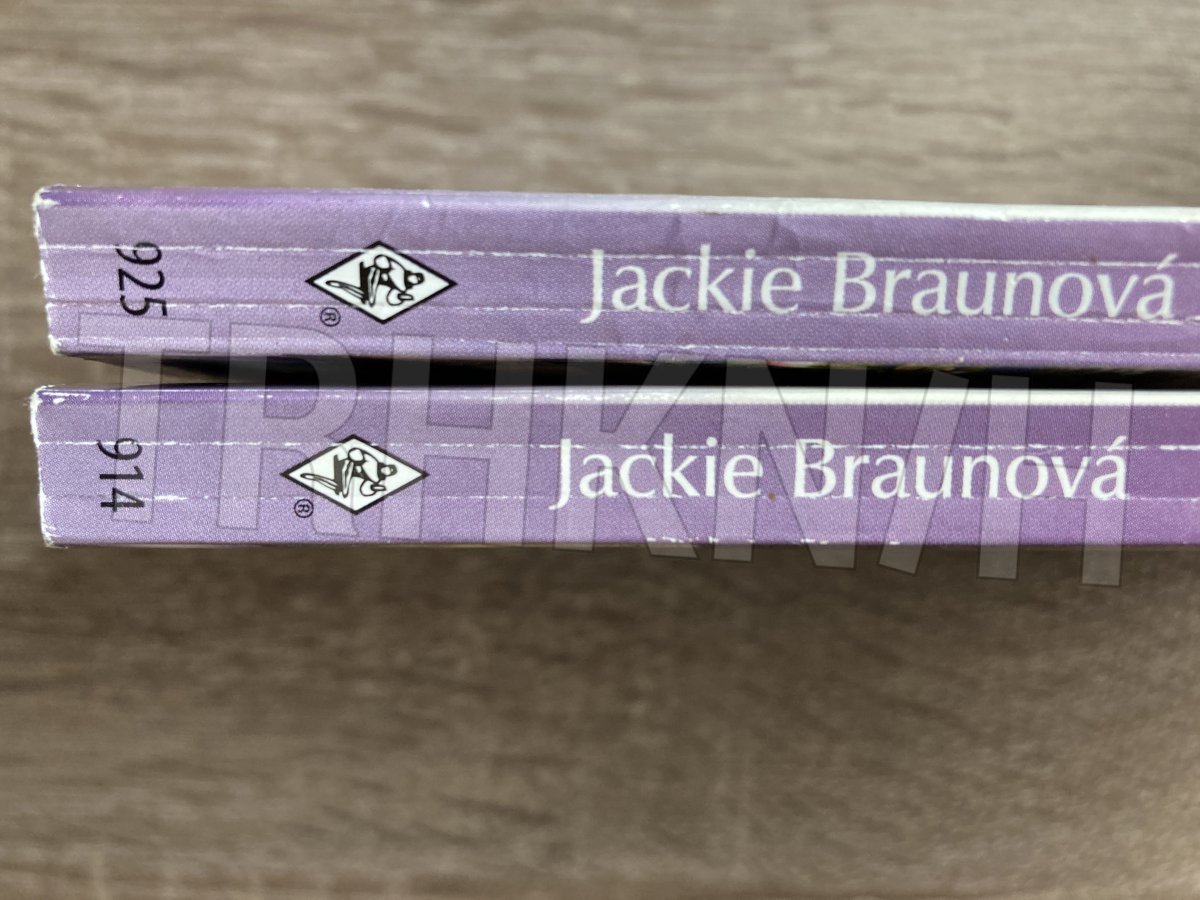 925 ® Jackie Braunová
914 ® Jackie Braunová
TRHKNIH